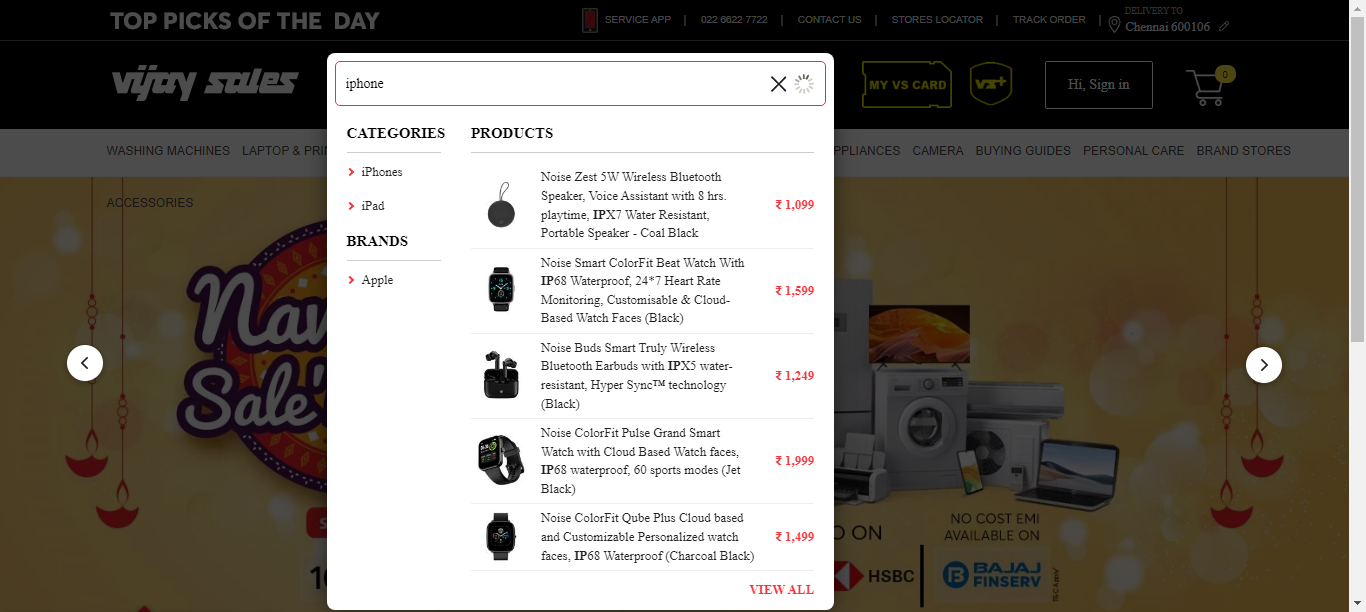 TOP PICKS OF THE DAY
SERVICE APP | 022 6622 7722 | CONTACT US | STORES LOCATOR | TRACK ORDER |
DELIVERY TO
Chennai 600106
vijay sales
iphone
MY VS CARD
VS+
Hi, Sign in
0
WASHING MACHINES LAPTOP & PRIN
PPLIANCES CAMERA BUYING GUIDES PERSONAL CARE BRAND STORES
ACCESSORIES
CATEGORIES
iPhones
iPad
BRANDS
Apple
PRODUCTS
Noise Zest 5W Wireless Bluetooth
Speaker, Voice Assistant with 8 hrs.
playtime, IPX7 Water Resistant,
Portable Speaker - Coal Black
₹ 1,099
Noise Smart ColorFit Beat Watch With
IP68 Waterproof, 24*7 Heart Rate
Monitoring, Customisable & Cloud-
Based Watch Faces (Black)
₹ 1,599
Noise Buds Smart Truly Wireless
Bluetooth Earbuds with IPX5 water-
resistant, Hyper Sync™ technology
(Black)
₹ 1,249
Noise ColorFit Pulse Grand Smart
Watch with Cloud Based Watch faces,
IP68 waterproof, 60 sports modes (Jet
Black)
₹ 1,999
Noise ColorFit Qube Plus Cloud based
and Customizable Personalized watch
faces, IP68 Waterproof (Charcoal Black)
₹ 1,499
VIEW ALL
Nav
Sale'
S
10
O ON
HSBC
NO COST EMI
AVAILABLE ON
B BAJAJ
FINSERV
T&C Apply